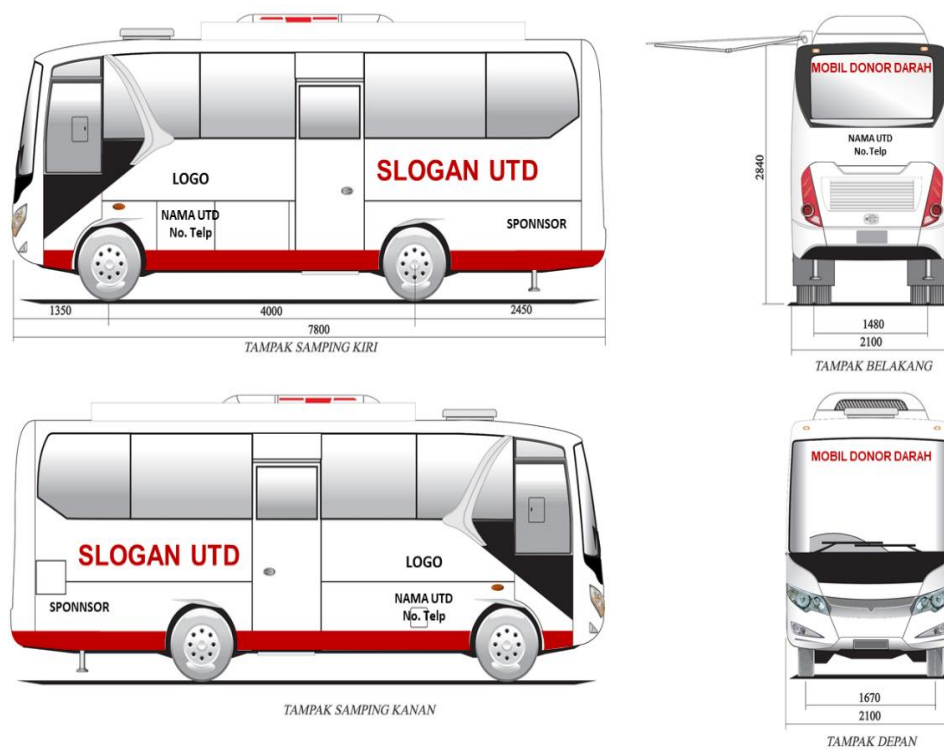 LOGO
SLOGAN UTD
NAMA UTD
No. Telp
SPONNSOR
1350
4000
2450
7800
TAMPAK SAMPING KIRI
MOBIL DONOR DARAH
NAMA UTD
No. Telp
2840
1480
2100
TAMPAK BELAKANG
SLOGAN UTD
LOGO
NAMA UTD
No. Telp
SPONNSOR
TAMPAK SAMPING KANAN
MOBIL DONOR DARAH
1670
2100
TAMPAK DEPAN